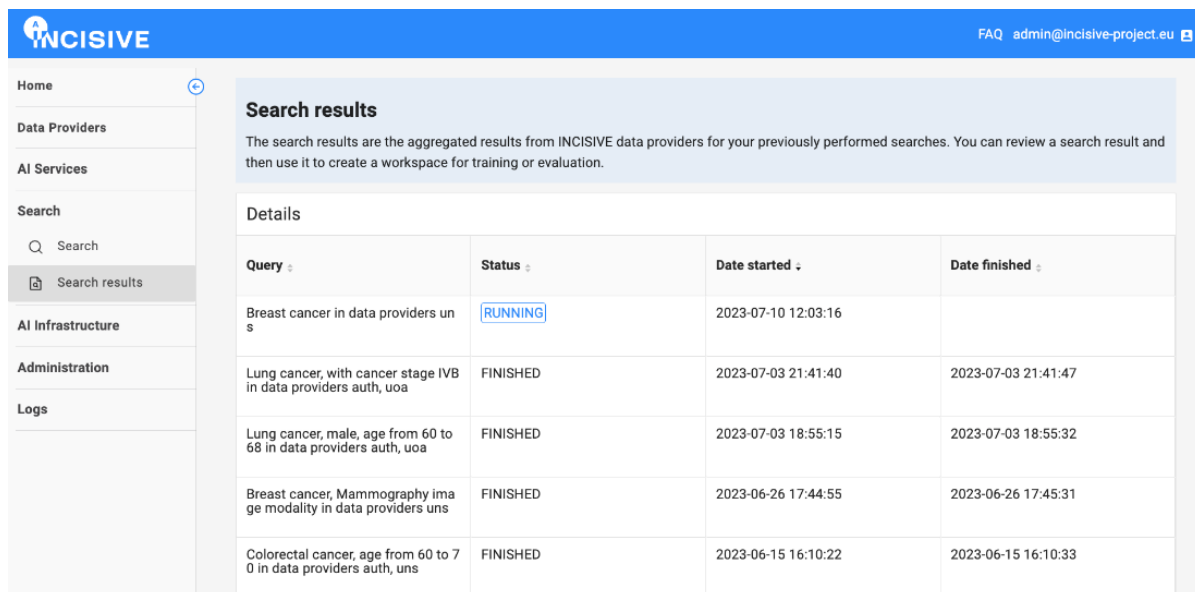 AINCISIVE
FAQ admin@incisive-project.eu
Home
Data Providers
AI Services
Search
Search
Search results
AI Infrastructure
Administration
Logs
Search results
The search results are the aggregated results from INCISIVE data providers for your previously performed searches. You can review a search result and
then use it to create a workspace for training or evaluation.
Details
Query Status Date started Date finished
Breast cancer in data providers un
s
RUNNING
2023-07-10 12:03:16
Lung cancer, with cancer stage IVB
in data providers auth, uoa
FINISHED
2023-07-03 21:41:40
2023-07-03 21:41:47
Lung cancer, male, age from 60 to
68 in data providers auth, uoa
FINISHED
2023-07-03 18:55:15
2023-07-03 18:55:32
Breast cancer, Mammography ima
ge modality in data providers uns
FINISHED
2023-06-26 17:44:55
2023-06-26 17:45:31
Colorectal cancer, age from 60 to 7
0 in data providers auth, uns
FINISHED
2023-06-15 16:10:22
2023-06-15 16:10:33